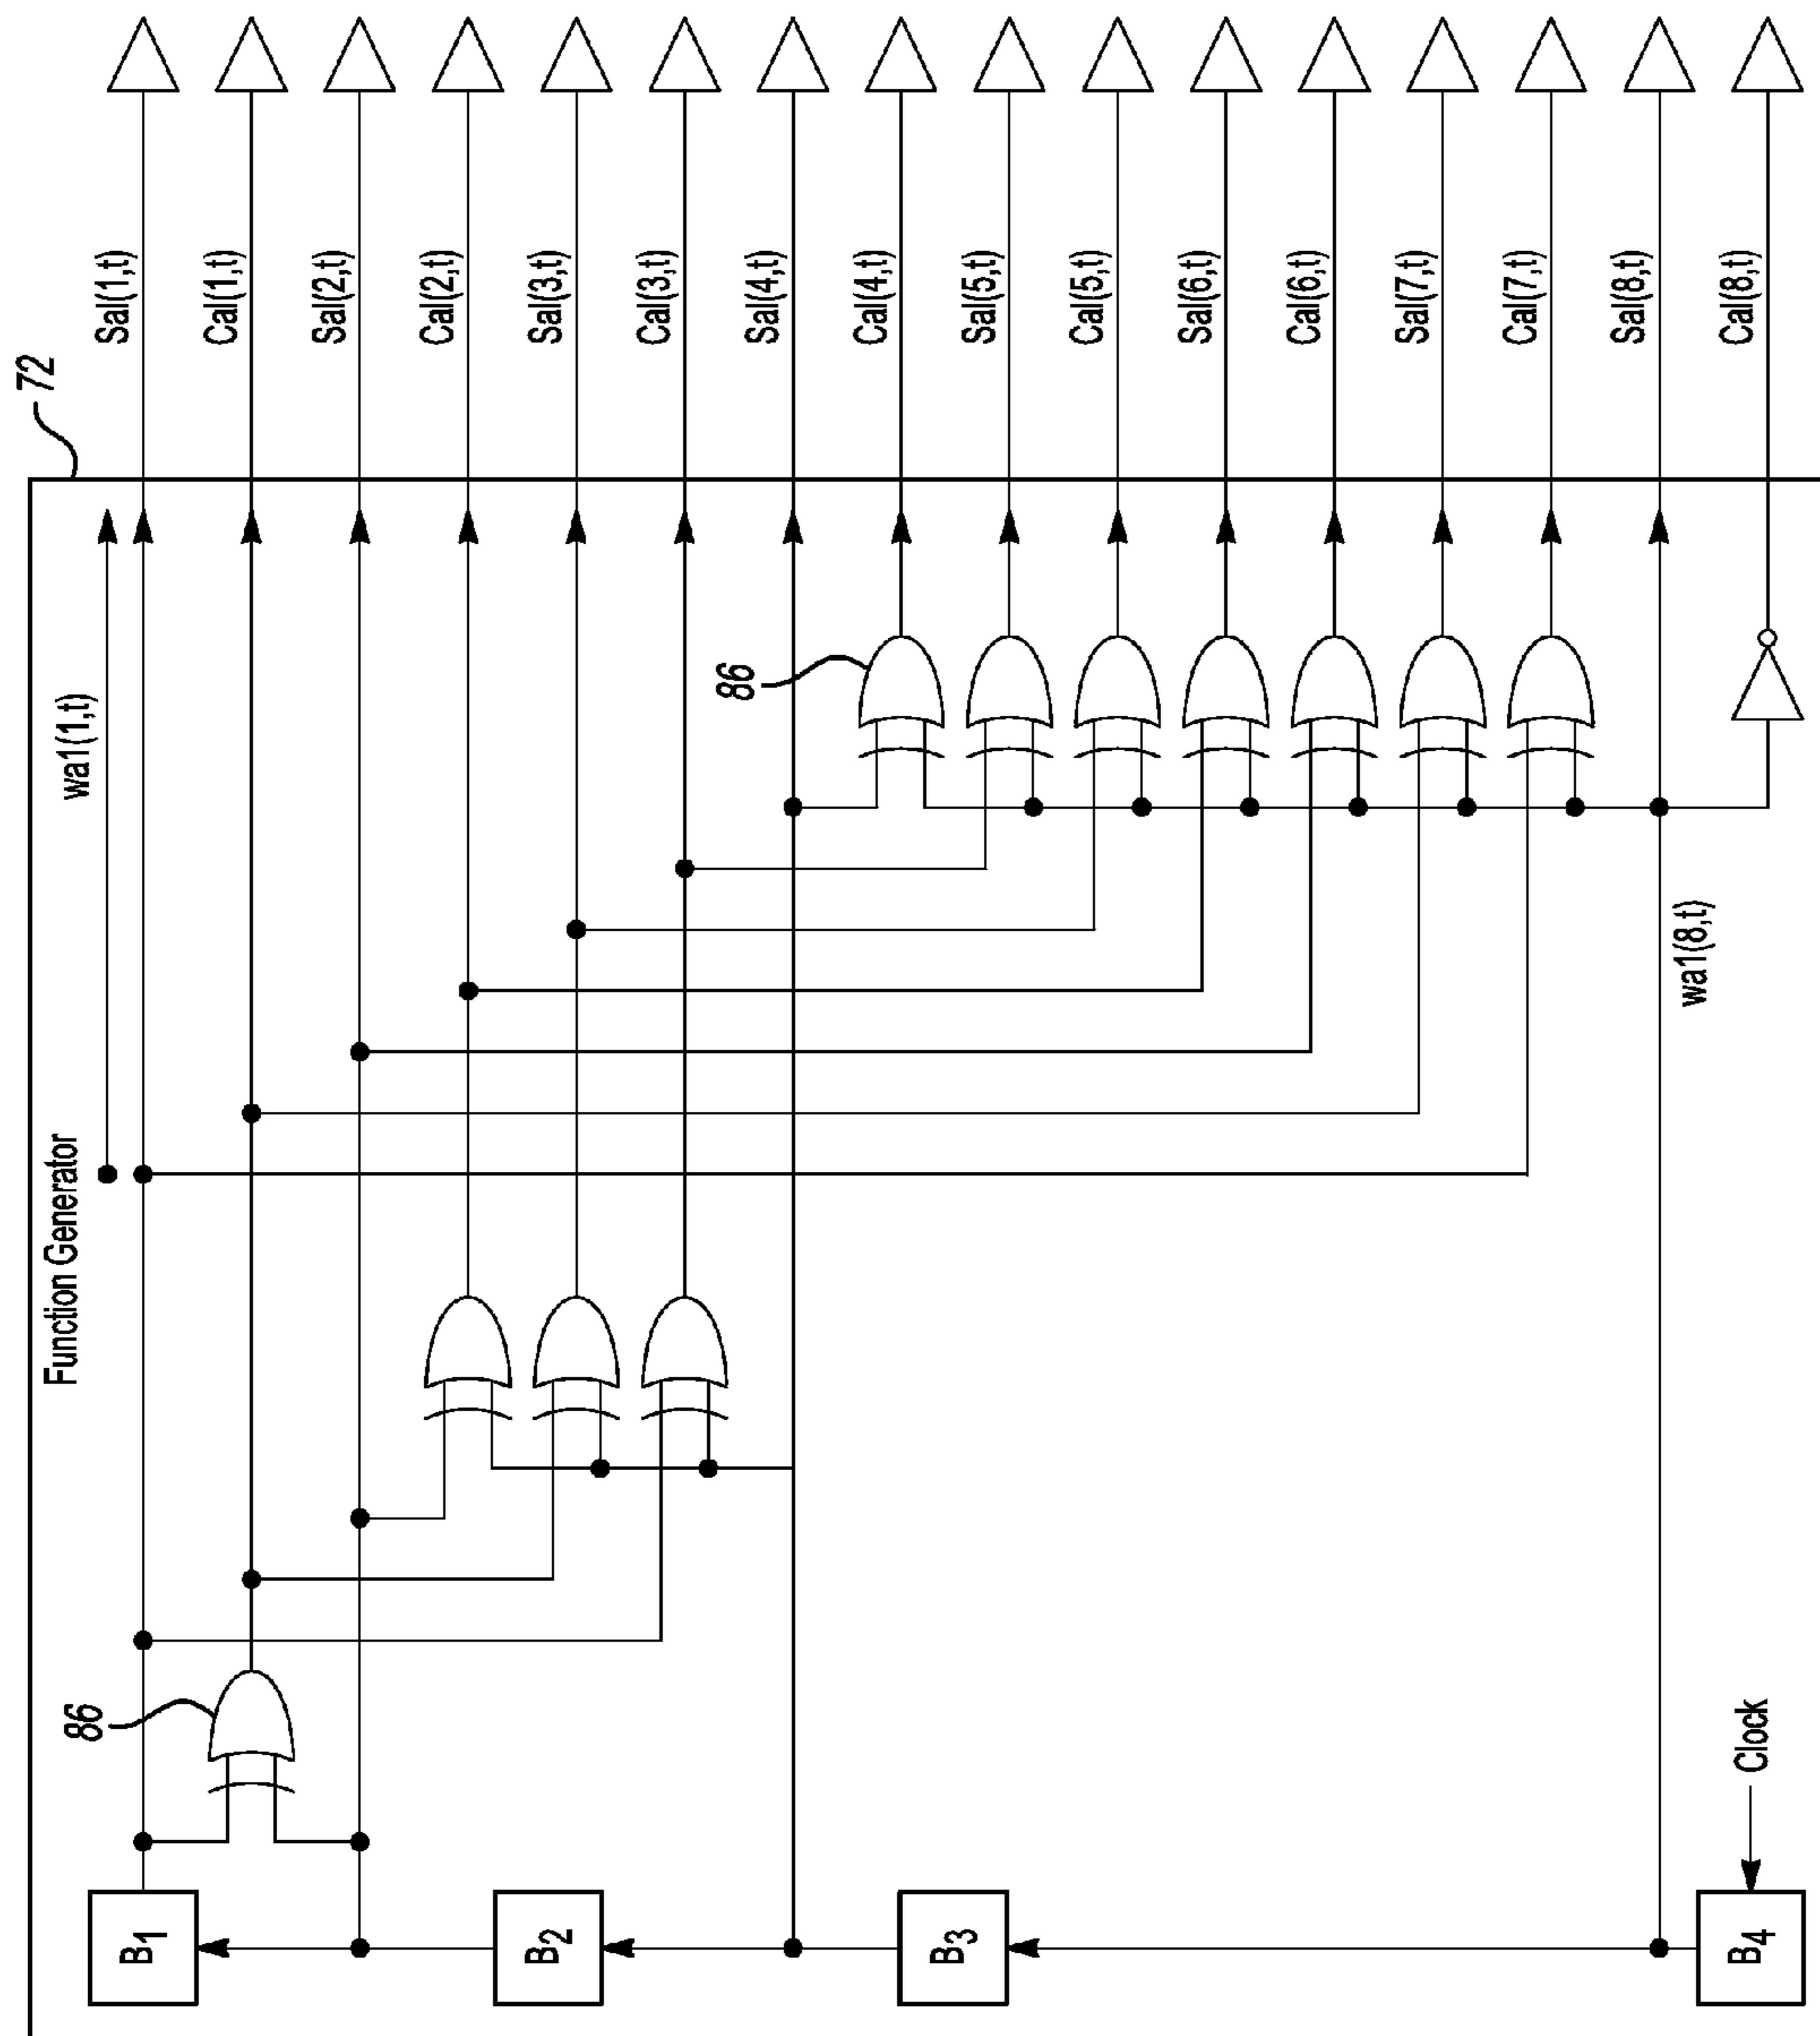 72
Function Generator
wa1(1,t)
Sal(1,t)
Cal(1,t)
Sal(2,t)
Cal(2,t)
Sal(3,t)
Cal(3,t)
Sal(4,t)
Cal(4,t)
Sal(5,t)
Cal(5,t)
Sal(6,t)
Cal(6,t)
Sal(7,t)
Cal(7,t)
Sal(8,t)
Cal(8,t)
86
86
wa1(8,t)
B1
B2
B3
B4
Clock